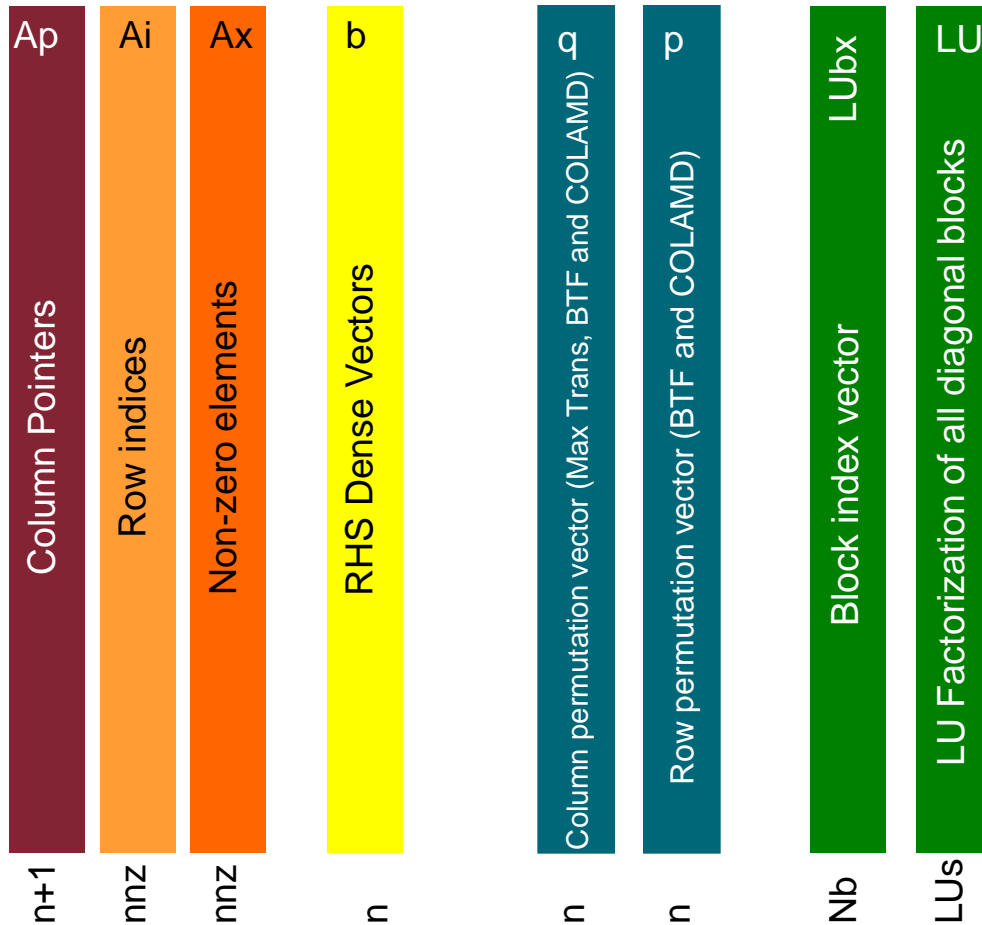 Ap
Column Pointers
n+1
Ai
Row indices
nnz
Ax
Non-zero elements
nnz
b
RHS Dense Vectors
n
q
Column permutation vector (Max Trans, BTF and COLAMD)
n
p
Row permutation vector (BTF and COLAMD)
n
LUbx
Block index vector
Nb
LU
LU Factorization of all diagonal blocks
LUs